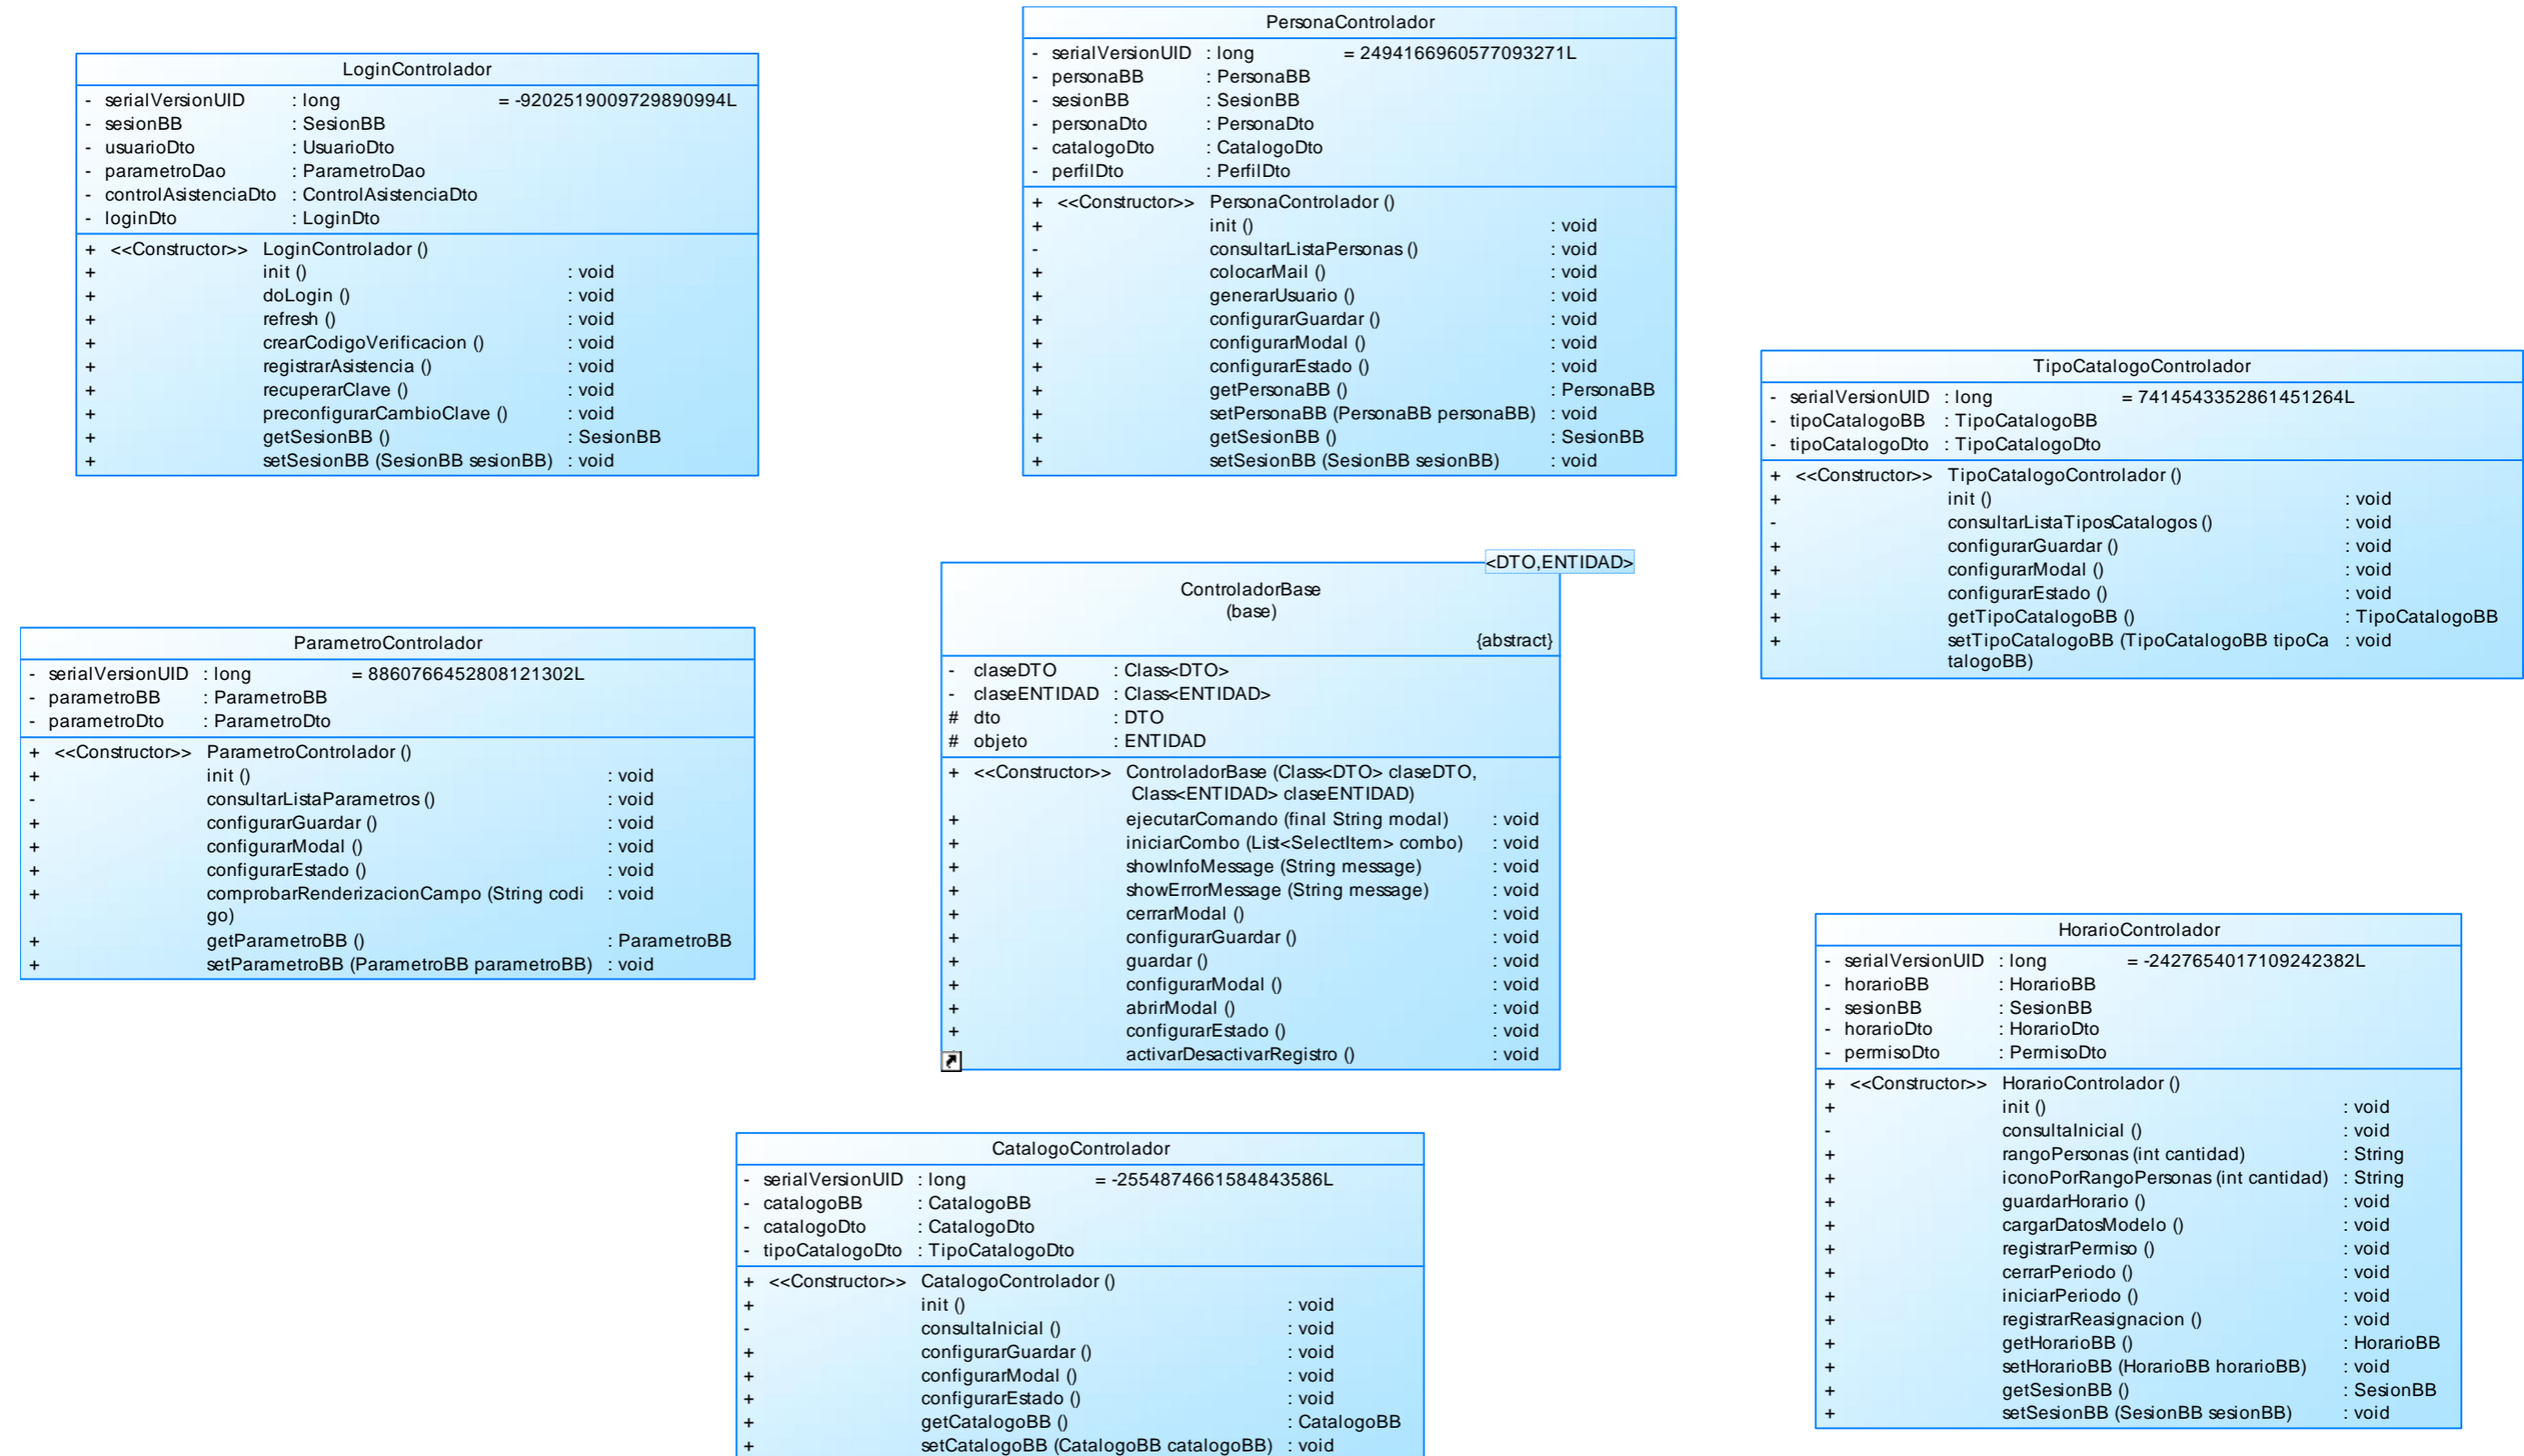 LoginControlador
- serialVersionUID : long = -9202519009729890994L
- sesionBB : SesionBB
- usuarioDto : UsuarioDto
- parametroDao : ParametroDao
- controlAsistenciaDto : ControlAsistenciaDto
- loginDto : LoginDto
+ <<Constructor>> LoginControlador ()
+ init () : void
+ doLogin () : void
+ refresh () : void
+ crearCodigoVerificacion () : void
+ registrarAsistencia () : void
+ recuperarClave () : void
+ preconfigurarCambioClave () : void
+ getSesionBB () : SesionBB
+ setSesionBB (SesionBB sesionBB) : void
PersonaControlador
- serialVersionUID : long = 2494166960577093271L
- personaBB : PersonaBB
- sesionBB : SesionBB
- personaDto : PersonaDto
- catalogoDto : CatalogoDto
- perfilDto : PerfilDto
+ <<Constructor>> PersonaControlador ()
+ init () : void
- consultarListaPersonas () : void
+ colocarMail () : void
+ generarUsuario () : void
+ configurarGuardar () : void
+ configurarModal () : void
+ configurarEstado () : void
+ getPersonaBB () : PersonaBB
+ setPersonaBB (PersonaBB personaBB) : void
+ getSesionBB () : SesionBB
+ setSesionBB (SesionBB sesionBB) : void
TipoCatalogoControlador
- serialVersionUID : long = 7414543352861451264L
- tipoCatalogoBB : TipoCatalogoBB
- tipoCatalogoDto : TipoCatalogoDto
+ <<Constructor>> TipoCatalogoControlador ()
+ init () : void
- consultarListaTiposCatalogos () : void
+ configurarGuardar () : void
+ configurarModal () : void
+ configurarEstado () : void
+ getTipoCatalogoBB () : TipoCatalogoBB
+ setTipoCatalogoBB (TipoCatalogoBB tipoCa : void
talogoBB)
ParametroControlador
- serialVersionUID : long = 8860766452808121302L
- parametroBB : ParametroBB
- parametroDto : ParametroDto
+ <<Constructor>> ParametroControlador ()
+ init () : void
- consultarListaParametros () : void
+ configurarGuardar () : void
+ configurarModal () : void
+ configurarEstado () : void
+ comprobarRenderizacionCampo (String codi : void
go)
+ getParametroBB () : ParametroBB
+ setParametroBB (ParametroBB parametroBB) : void
<DTO,ENTIDAD>
ControladorBase
(base)
{abstract}
- claseDTO : Class<DTO>
- claseENTIDAD : Class<ENTIDAD>
# dto : DTO
# objeto : ENTIDAD
+ <<Constructor>> ControladorBase (Class<DTO> claseDTO,
Class<ENTIDAD> claseENTIDAD)
+ ejecutarComando (final String modal) : void
+ iniciarCombo (List<SelectItem> combo) : void
+ showInfoMessage (String message) : void
+ showErrorMessage (String message) : void
+ cerrarModal () : void
+ configurarGuardar () : void
+ guardar () : void
+ configurarModal () : void
+ abrirModal () : void
+ configurarEstado () : void
activarDesactivarRegistro () : void
HorarioControlador
- serialVersionUID : long = -2427654017109242382L
- horarioBB : HorarioBB
- sesionBB : SesionBB
- horarioDto : HorarioDto
- permisoDto : PermisoDto
+ <<Constructor>> HorarioControlador ()
+ init () : void
- consultaInicial () : void
+ rangoPersonas (int cantidad) : String
+ iconoPorRangoPersonas (int cantidad) : String
+ guardarHorario () : void
+ cargarDatosModelo () : void
+ registrarPermiso () : void
+ cerrarPeriodo () : void
+ iniciarPeriodo () : void
+ registrarReasignacion () : void
+ getHorarioBB () : HorarioBB
+ setHorarioBB (HorarioBB horarioBB) : void
+ getSesionBB () : SesionBB
+ setSesionBB (SesionBB sesionBB) : void
CatalogoControlador
- serialVersionUID : long = -2554874661584843586L
- catalogoBB : CatalogoBB
- catalogoDto : CatalogoDto
- tipoCatalogoDto : TipoCatalogoDto
+ <<Constructor>> CatalogoControlador ()
+ init () : void
- consultaInicial () : void
+ configurarGuardar () : void
+ configurarModal () : void
+ configurarEstado () : void
+ getCatalogoBB () : CatalogoBB
+ setCatalogoBB (CatalogoBB catalogoBB) : void